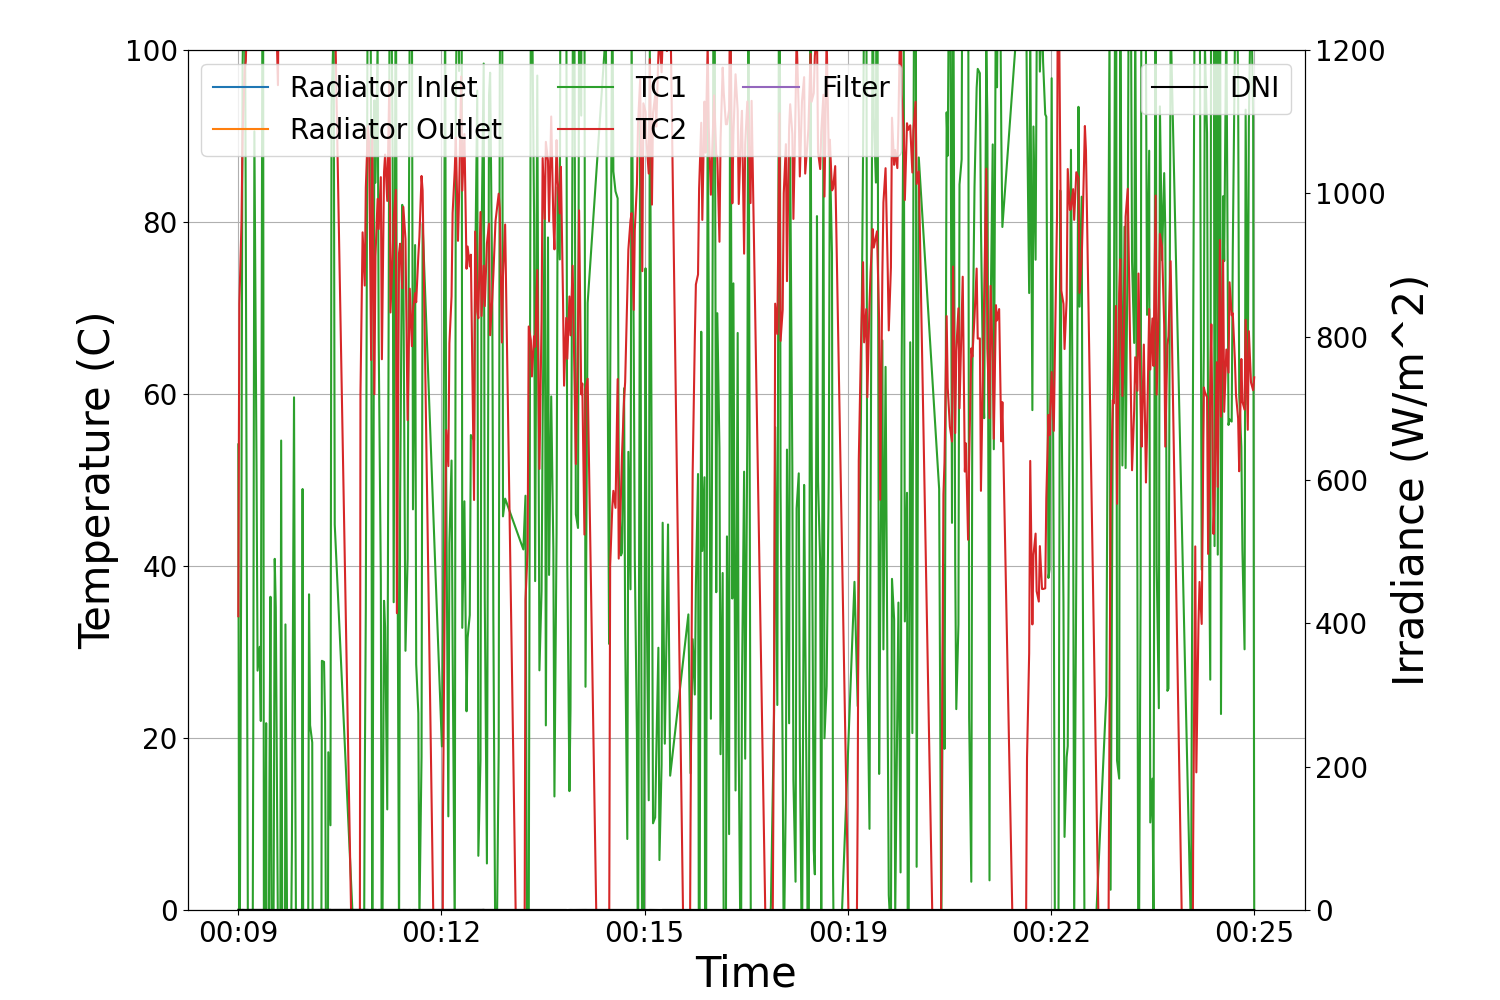 Radiator Inlet
Radiator Outlet
TC1
TC2
Filter
DNI
Temperature (C)
100
80
60
40
20
0
Irradiance (W/m^2)
1200
1000
800
600
400
200
0
00:09 00:12 00:15 00:19 00:22 00:25
Time